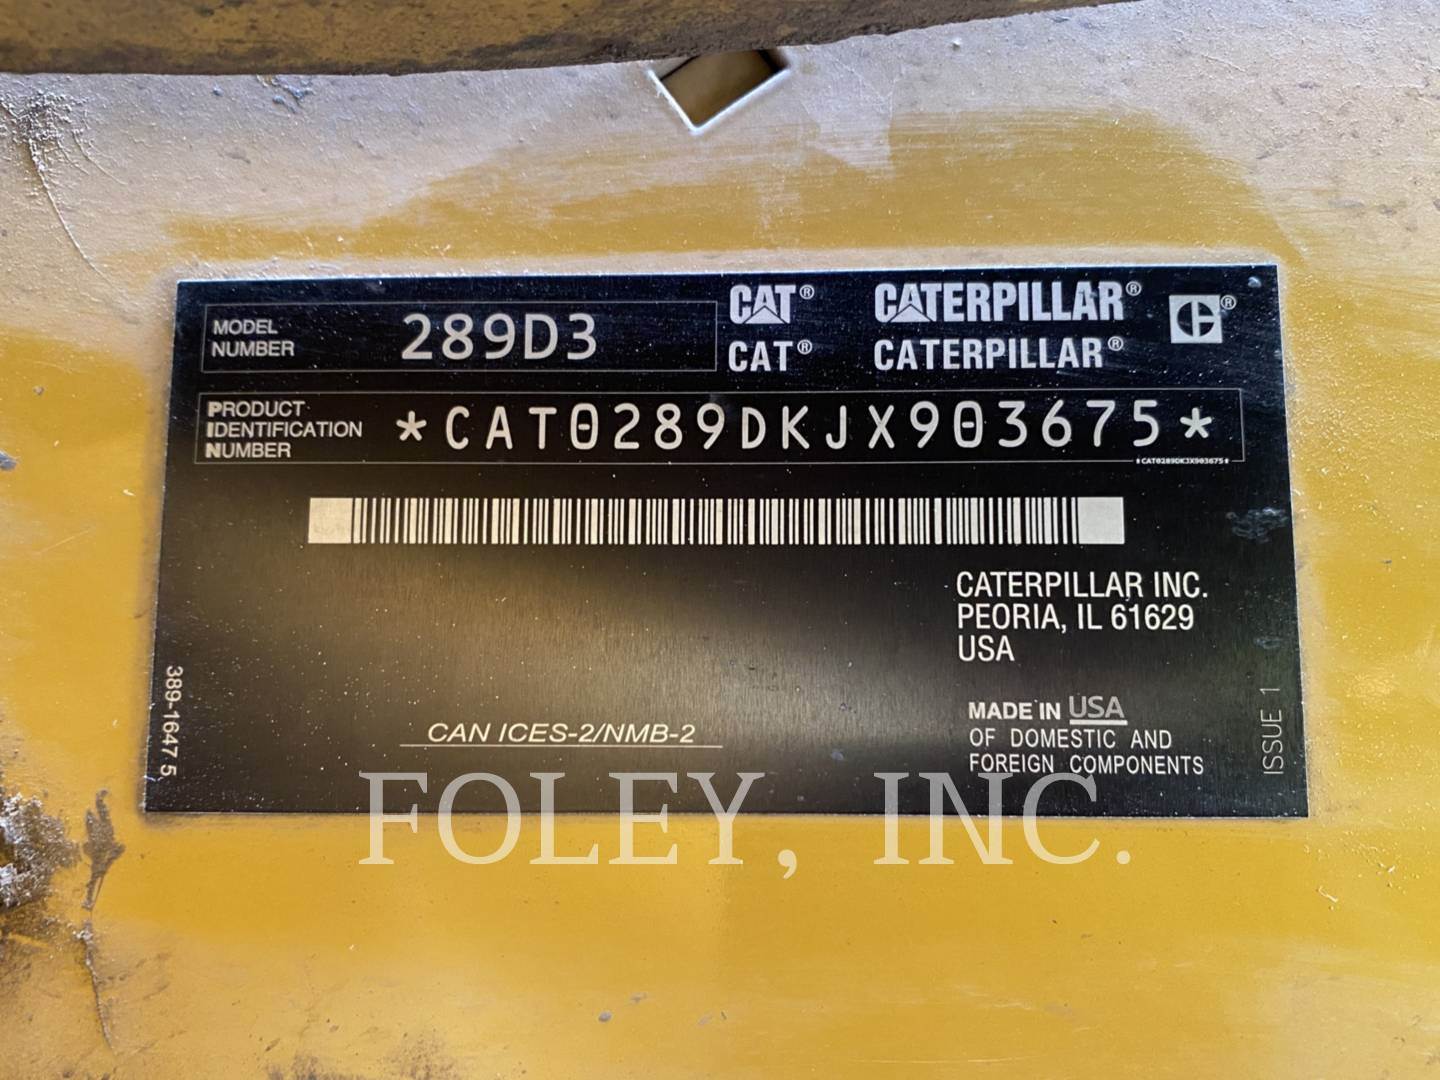 MODEL NUMBER 289D3
CAT® CATERPILLAR® ®
CAT® CATERPILLAR®
PRODUCT
IDENTIFICATION
NUMBER
*CAT0289DKJX903675*
*CAT0289DKJX903675*
CATERPILLAR INC.
PEORIA, IL 61629
USA
389-1647 5
CAN ICES-2/NMB-2
MADE IN USA
OF DOMESTIC AND
FOREIGN COMPONENTS
ISSUE 1
FOLEY, INC.